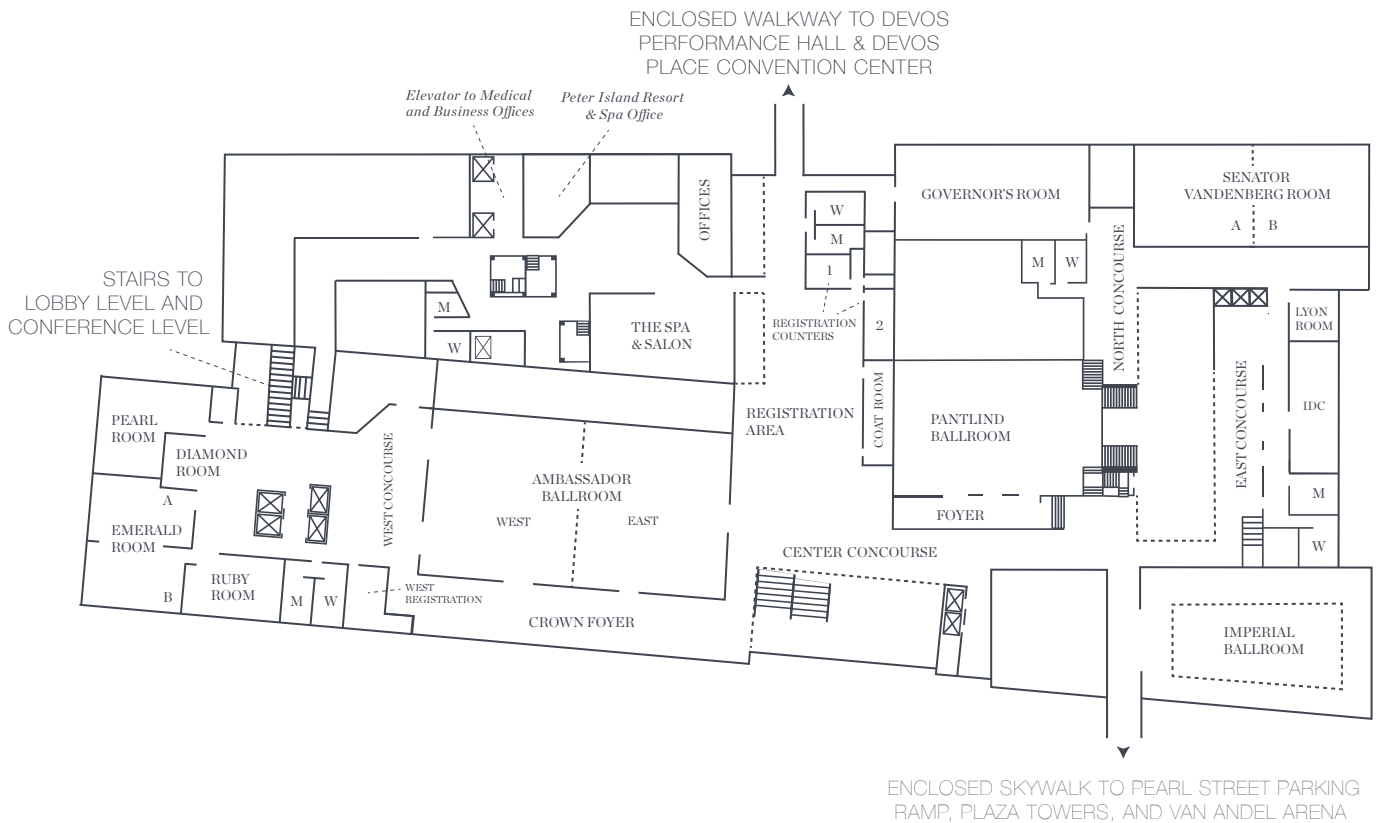 ENCLOSED WALKWAY TO DEVOS
PERFORMANCE HALL & DEVOS
PLACE CONVENTION CENTER
Elevator to Medical
and Business Offices
Peter Island Resort
& Spa Office
OFFICES
W
M
1
REGISTRATION
COUNTERS
2
GOVERNOR'S ROOM
M
W
NORTH CONCOURSE
SENATOR
VANDENBERG ROOM
A
B
STAIRS TO
LOBBY LEVEL AND
CONFERENCE LEVEL
M
W
THE SPA
& SALON
LYON
ROOM
IDC
EAST CONCOURSE
M
W
REGISTRATION
AREA
COAT ROOM
PANTLIND
BALLROOM
FOYER
PEARL
ROOM
DIAMOND
ROOM
A
EMERALD
ROOM
B
RUBY
ROOM
M
W
WEST CONCOURSE
WEST
REGISTRATION
AMBASSADOR
BALLROOM
WEST
EAST
CROWN FOYER
CENTER CONCOURSE
IMPERIAL
BALLROOM
ENCLOSED SKYWALK TO PEARL STREET PARKING
RAMP, PLAZA TOWERS, AND VAN ANDEL ARENA